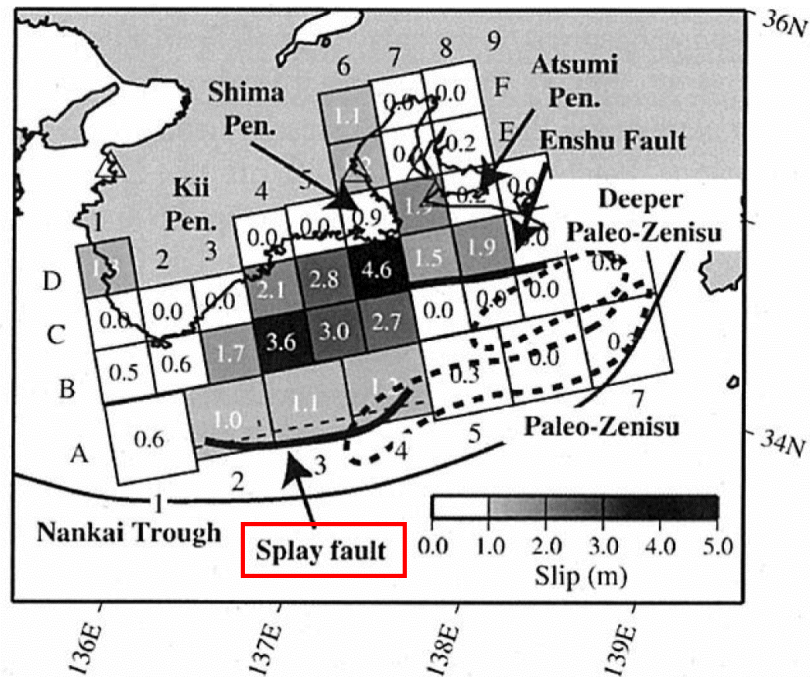 36N
6 7 8 9
Shima
Pen.
Atsumi
Pen.
1.1 0.0 0.0 F
E
Enshu Fault
0.2
Kii
Pen.
4 5
Deeper
Paleo-Zenisu
1 2 3
0.0 0.0 0.9 1.9 0.2 0.0
D 1.3
2.1 2.8 4.6 1.5 1.9 0.0
C 0.0 0.0 0.0
3.6 3.0 2.7 0.0 0.0 0.0 0.0
B 0.5 0.6 1.7
A 0.6 1.0 1.1 1.2 0.3 0.0 0.3
1 2 3 4 5 7
Paleo-Zenisu
34N
Nankai Trough
Splay fault
0.0 1.0 2.0 3.0 4.0 5.0
Slip (m)
136E 137E 138E 139E